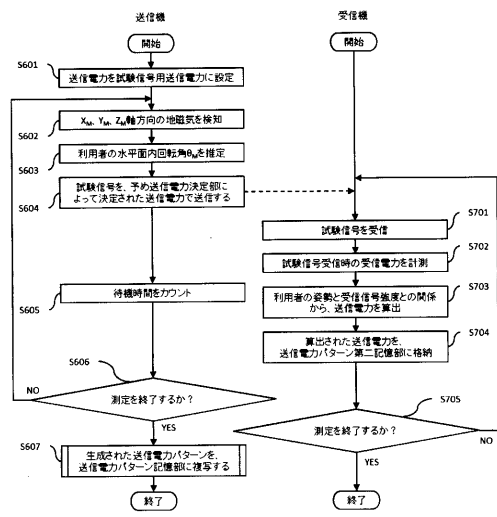 送信機
開始
S601
送信電力を試験信号用送信電力に設定
S602
XM、YM、ZM軸方向の地磁気を検知
S603
利用者の水平面内回転角θMを推定
S604
試験信号を、予め送信電力決定部に
よって決定された送信電力で送信する
S605
待機時間をカウント
S606
測定を終了するか？
NO
YES
S607
生成された送信電力パターンを、
送信電力パターン記憶部に複写する
終了
受信機
開始
S701
試験信号を受信
S702
試験信号受信時の受信電力を計測
S703
利用者の姿勢と受信信号強度との関係
から、送信電力を算出
S704
算出された送信電力を、
送信電力パターン第二記憶部に格納
S705
測定を終了するか？
NO
YES
終了